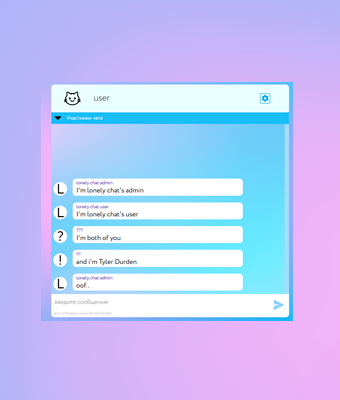 user
Участники чата
L
lonely chat admin
I'm lonely chat's admin
L
lonely chat user
I'm lonely chat's user
?
???
I'm both of you
!
!!!
and i'm Tyler Durden
L
lonely chat admin
oof..
введите сообщение